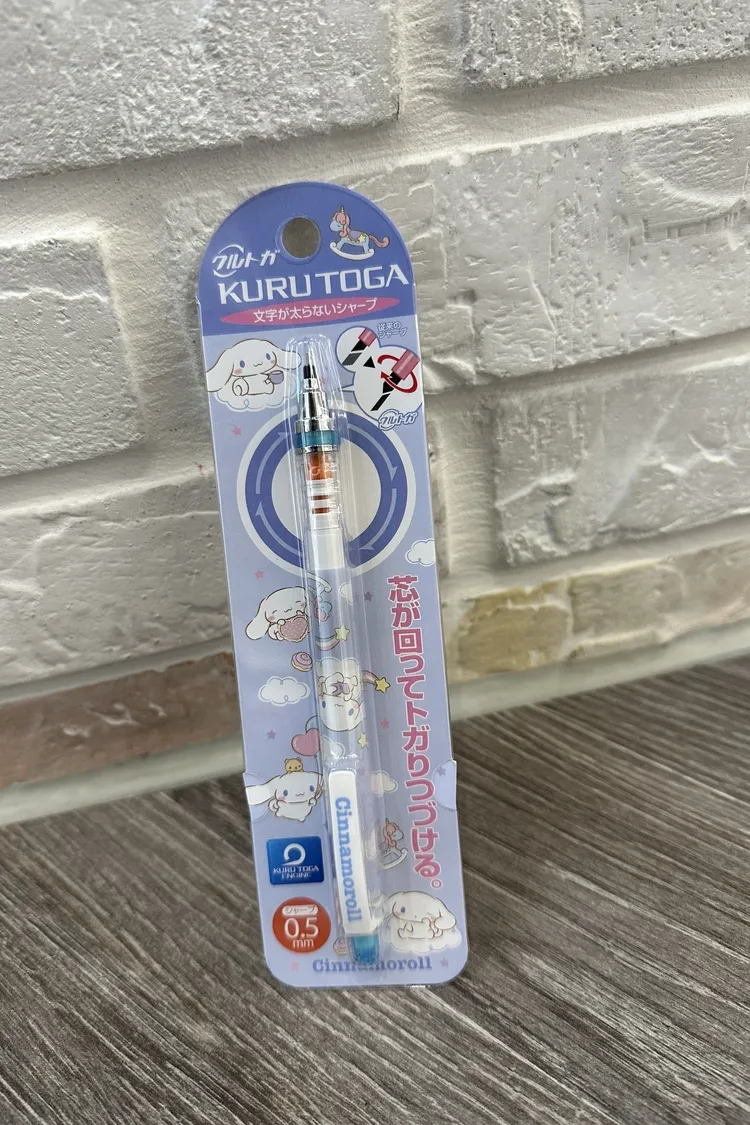 クルトガ
KURU TOGA
文字が太らないシャープ
従来の
シャープ
クルトガ
芯が回ってトガりつづける。
Cinnamoroll
KURU TOGA
ENGINE
シャープ
0.5
mm
Cinnamoroll